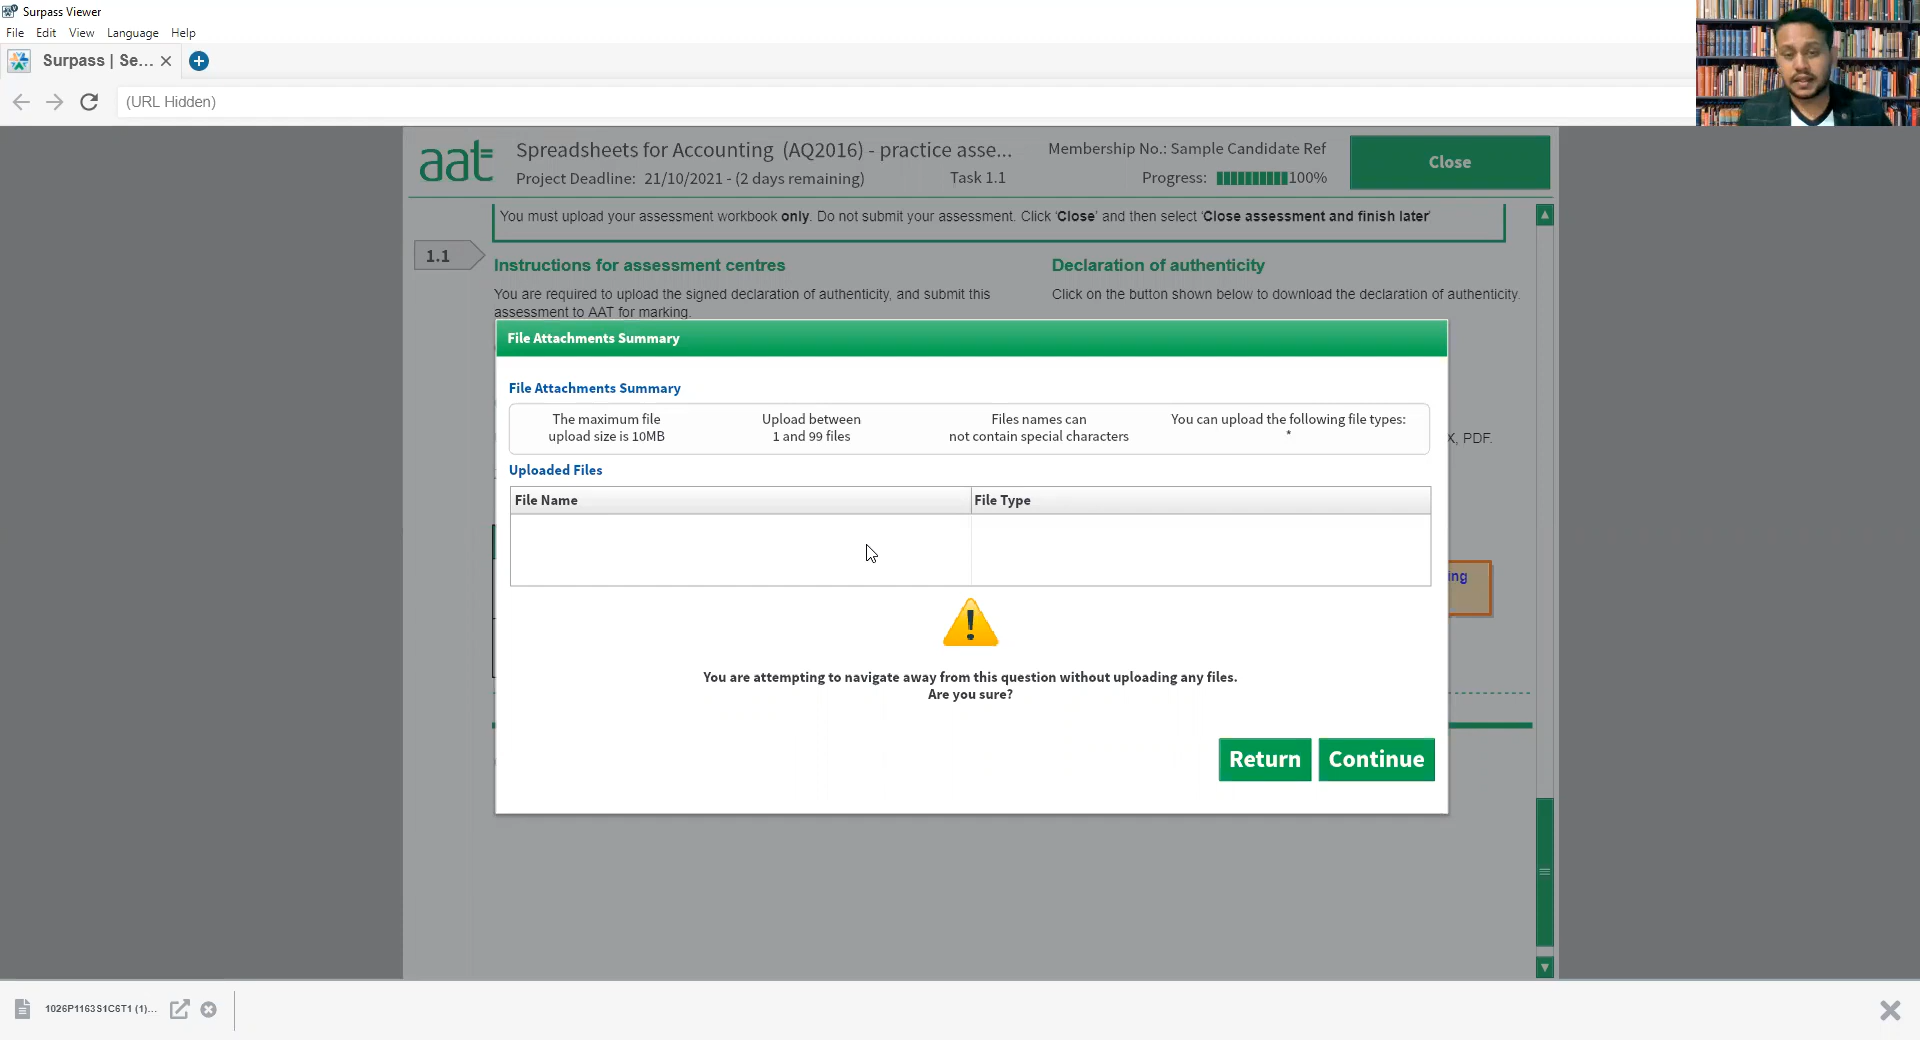 Surpass Viewer
File Edit View Language Help
Surpass | Se...
(URL Hidden)
aat
Spreadsheets for Accounting (AQ2016) - practice asse...
Membership No.: Sample Candidate Ref
Close
Project Deadline: 21/10/2021 - (2 days remaining)
Task 1.1
Progress: 100%
You must upload your assessment workbook only. Do not submit your assessment. Click 'Close' and then select 'Close assessment and finish later'
1.1
Instructions for assessment centres
You are required to upload the signed declaration of authenticity, and submit this
assessment to AAT for marking.
Declaration of authenticity
Click on the button shown below to download the declaration of authenticity.
File Attachments Summary
File Attachments Summary
The maximum file
upload size is 10MB
Upload between
1 and 99 files
Files names can
not contain special characters
You can upload the following file types:
*
X, PDF.
Uploaded Files
File Name
File Type
ing
You are attempting to navigate away from this question without uploading any files.
Are you sure?
Return
Continue
1026P1163S1C6T1 (1)...